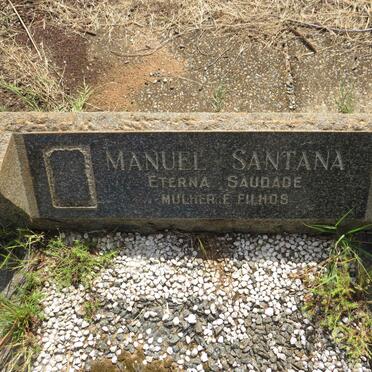 MANUEL SANTANA
ETERNA SAUDADE
MULHER E FILHOS